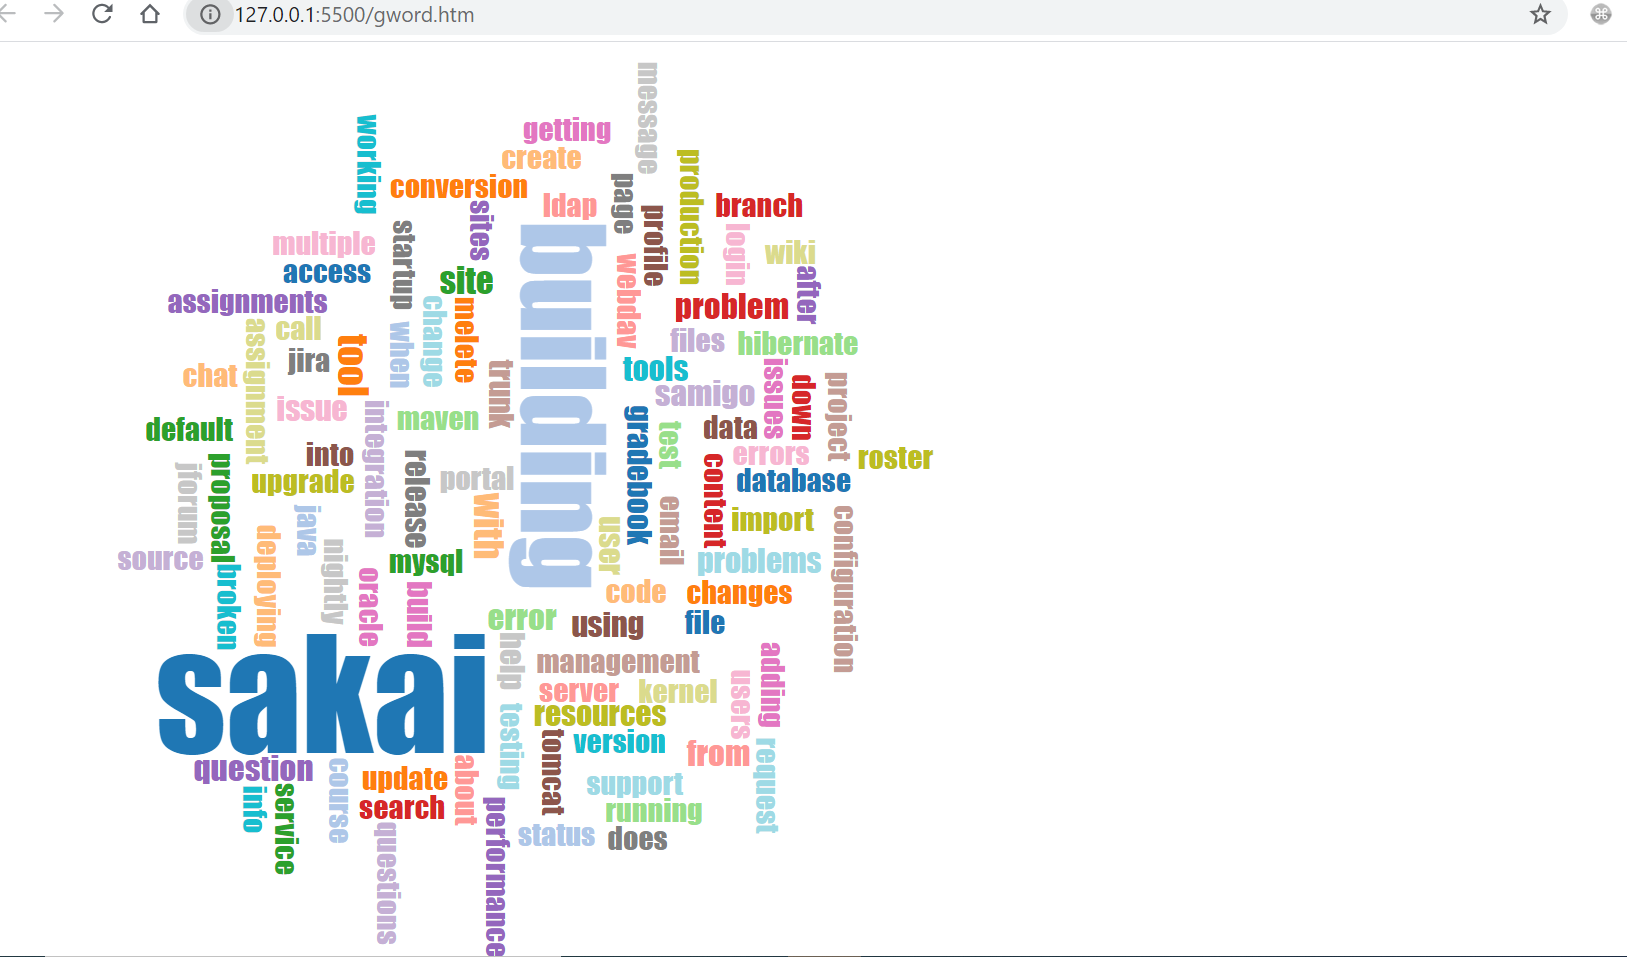 127.0.0.1:5500/gword.htm
message
working
getting
create
production
conversion
page
ldap
branch
sites
profile
startup
login
multiple
wiki
building
webdav
access
site
after
assignments
problem
change
melete
assignment
call
when
files
hibernate
tool
jira
trunk
tools
issues
chat
samigo
down
project
issue
integration
maven
gradebook
test
data
default
into
errors
roster
release
proposal
content
jforum
upgrade
portal
database
with
email
java
import
configuration
user
deploying
nightly
source
mysql
problems
broken
oracle
build
code
changes
error
using
file
sakai
help
management
adding
server
kernel
users
resources
testing
tomcat
version
from
request
question
course
update
about
support
info
service
search
performance
running
questions
status
does